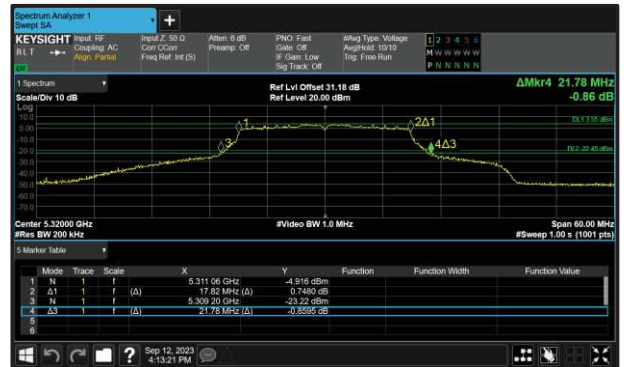 Spectrum Analyzer 1
Swept SA
+
KEYSIGHT Input: RF Input Z: 50 Ω Atten: 6 dB PNO: Fast #Avg Type: Voltage 1 2 3 4 5 6
RLT Coupling: AC Corr CCorr Preamp: Off Gate: Off Avg|Hold: 10/10 M W W W W W
Align: Partial Freq Ref: Int (S) IF Gain: Low Trig: Free Run
Sig Track: Off P N N N N N
1 Spectrum
Ref Lvl Offset 31.18 dB ΔMkr4 21.78 MHz
Scale/Div 10 dB Ref Level 20.00 dBm -0.86 dB
Log
10.0
0.00
-10.0
-20.0
-30.0
-40.0
-50.0
-60.0
-70.0
1
2Δ1
3
4Δ3
DL1 3.55 dBm
DL2 -22.45 dBm
Center 5.32000 GHz #Video BW 1.0 MHz Span 60.00 MHz
#Res BW 200 kHz #Sweep 1.00 s (1001 pts)
5 Marker Table
Mode Trace Scale X Y Function Function Width Function Value
1 N 1 f 5.311 06 GHz -4.916 dBm
2 Δ1 1 f (Δ) 17.82 MHz (Δ) 0.7480 dB
3 N 1 f 5.309 20 GHz -23.22 dBm
4 Δ3 1 f (Δ) 21.78 MHz (Δ) -0.8595 dB
5
6
?
Sep 12, 2023
4:13:21 PM